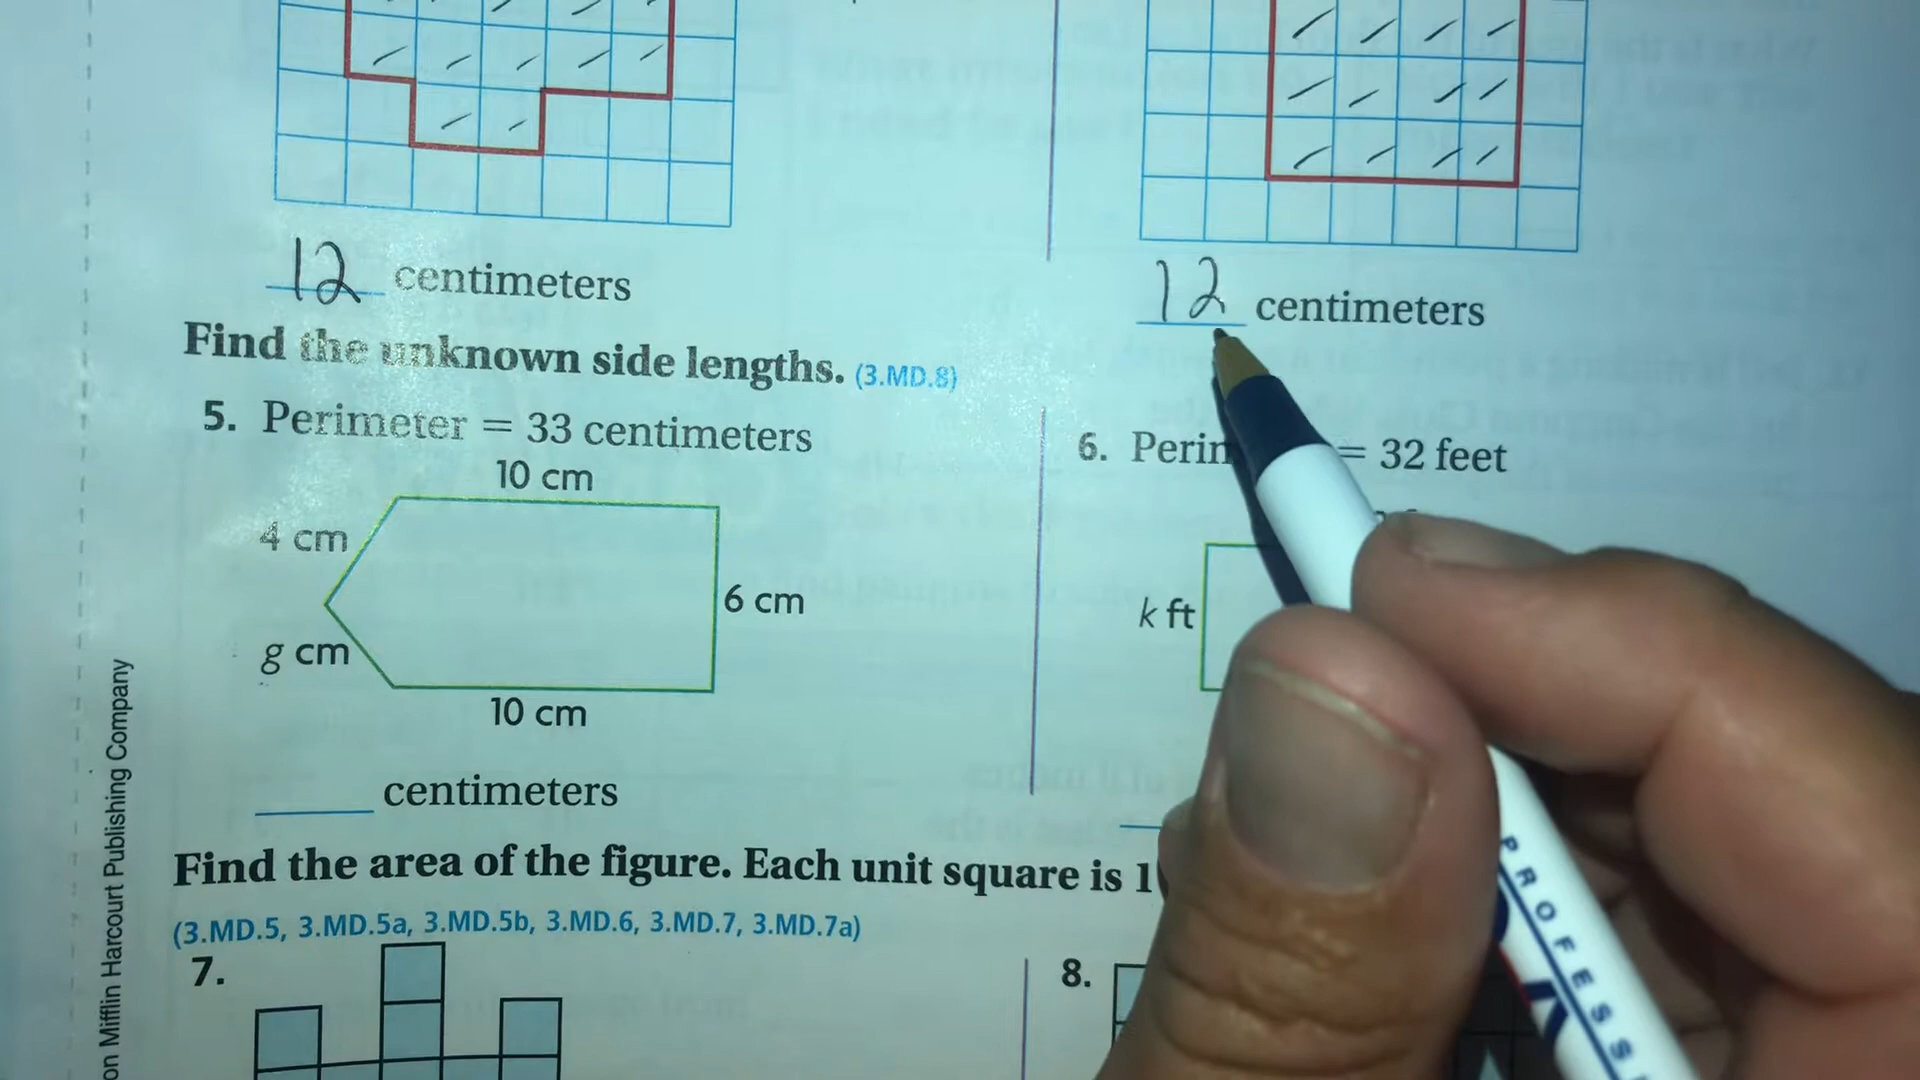 12 centimeters
12 centimeters
Find the unknown side lengths. (3.MD.8)
5. Perimeter = 33 centimeters
10 cm
4 cm
6 cm
g cm
10 cm
centimeters
6. = 32 feet
k ft
Find the area of the figure. Each unit square is 1
(3.MD.5, 3.MD.5a, 3.MD.5b, 3.MD.6, 3.MD.7, 3.MD.7a)
7.
8.
Mifflin Harcourt Publishing Company